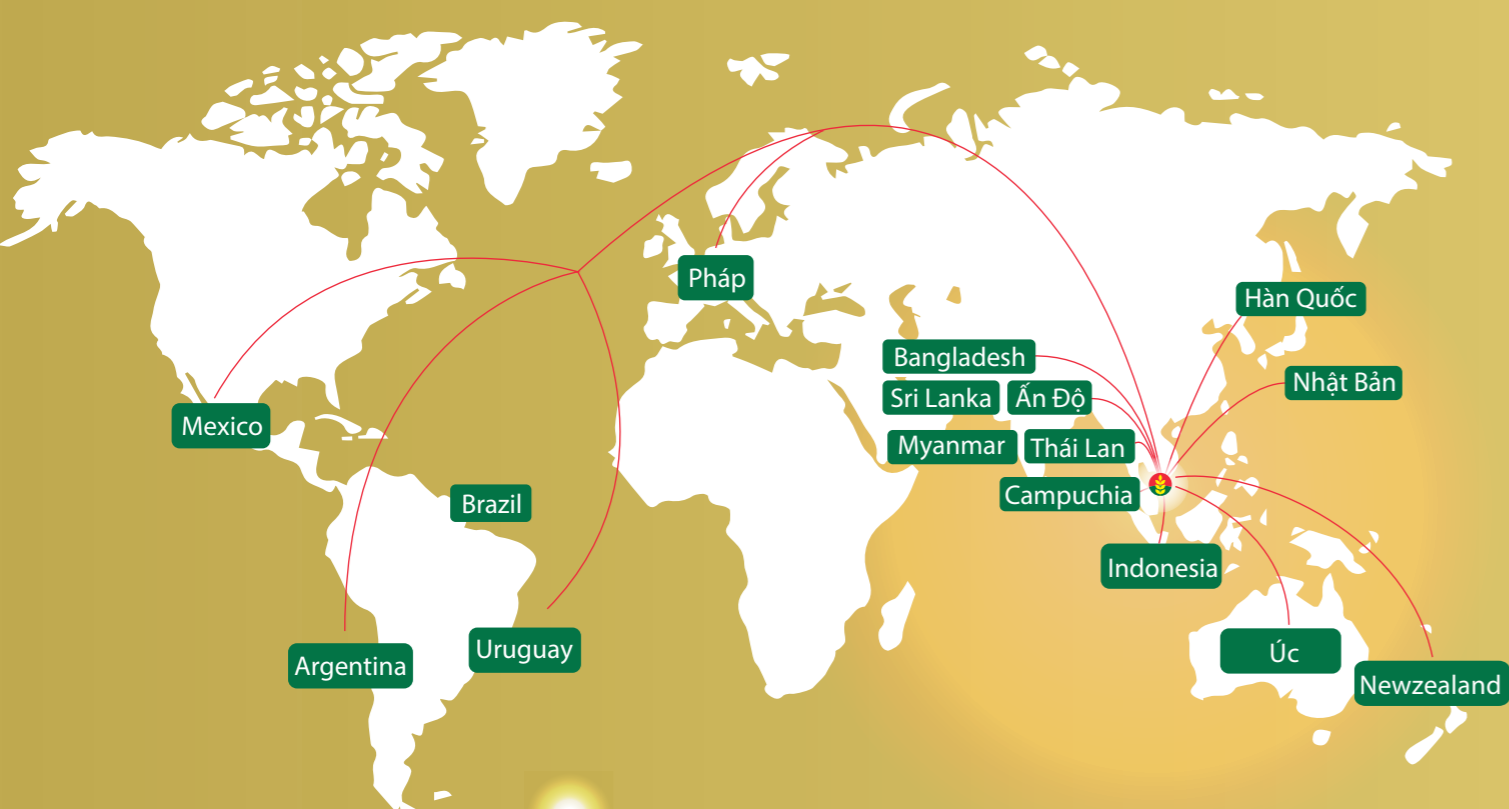 Pháp
Hàn Quốc
Bangladesh
Nhật Bản
Sri Lanka
Ấn Độ
Mexico
Myanmar
Thái Lan
Campuchia
Brazil
Indonesia
Uruguay
Úc
Argentina
Newzealand